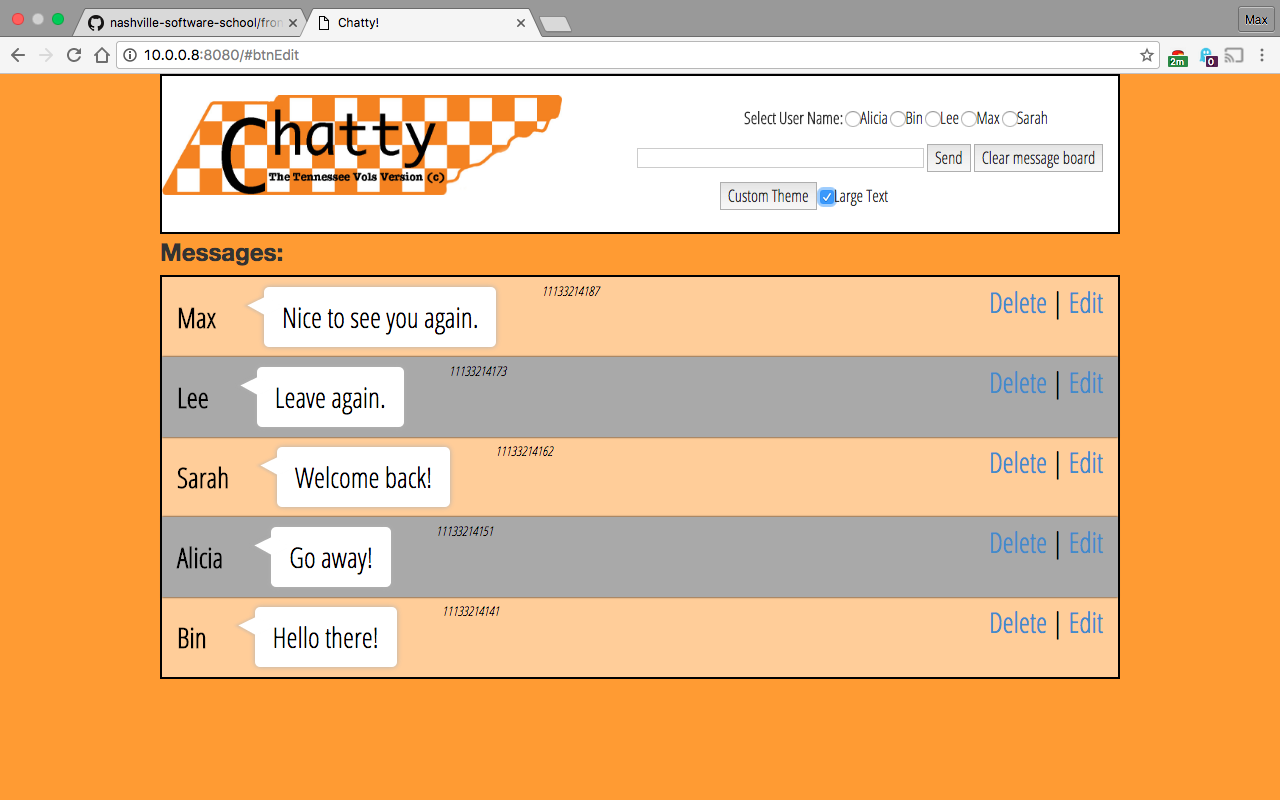 nashville-software-school/fron
Chatty!
Max
10.0.0.8:8080/#btnEdit
2m
0
Chatty
The Tennessee Vols Version (c)
Select User Name: Alicia Bin Lee Max Sarah
Send Clear message board
Custom Theme Large Text
Messages:
Max Nice to see you again. 11133214187 Delete | Edit
Lee Leave again. 11133214173 Delete | Edit
Sarah Welcome back! 11133214162 Delete | Edit
Alicia Go away! 11133214151 Delete | Edit
Bin Hello there! 11133214141 Delete | Edit